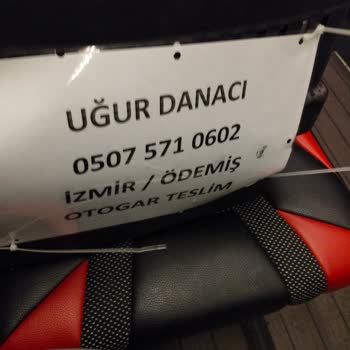 UĞUR DANACI
0507 571 0602
İZMİR / ÖDEMİŞ
OTOGAR TESLİM